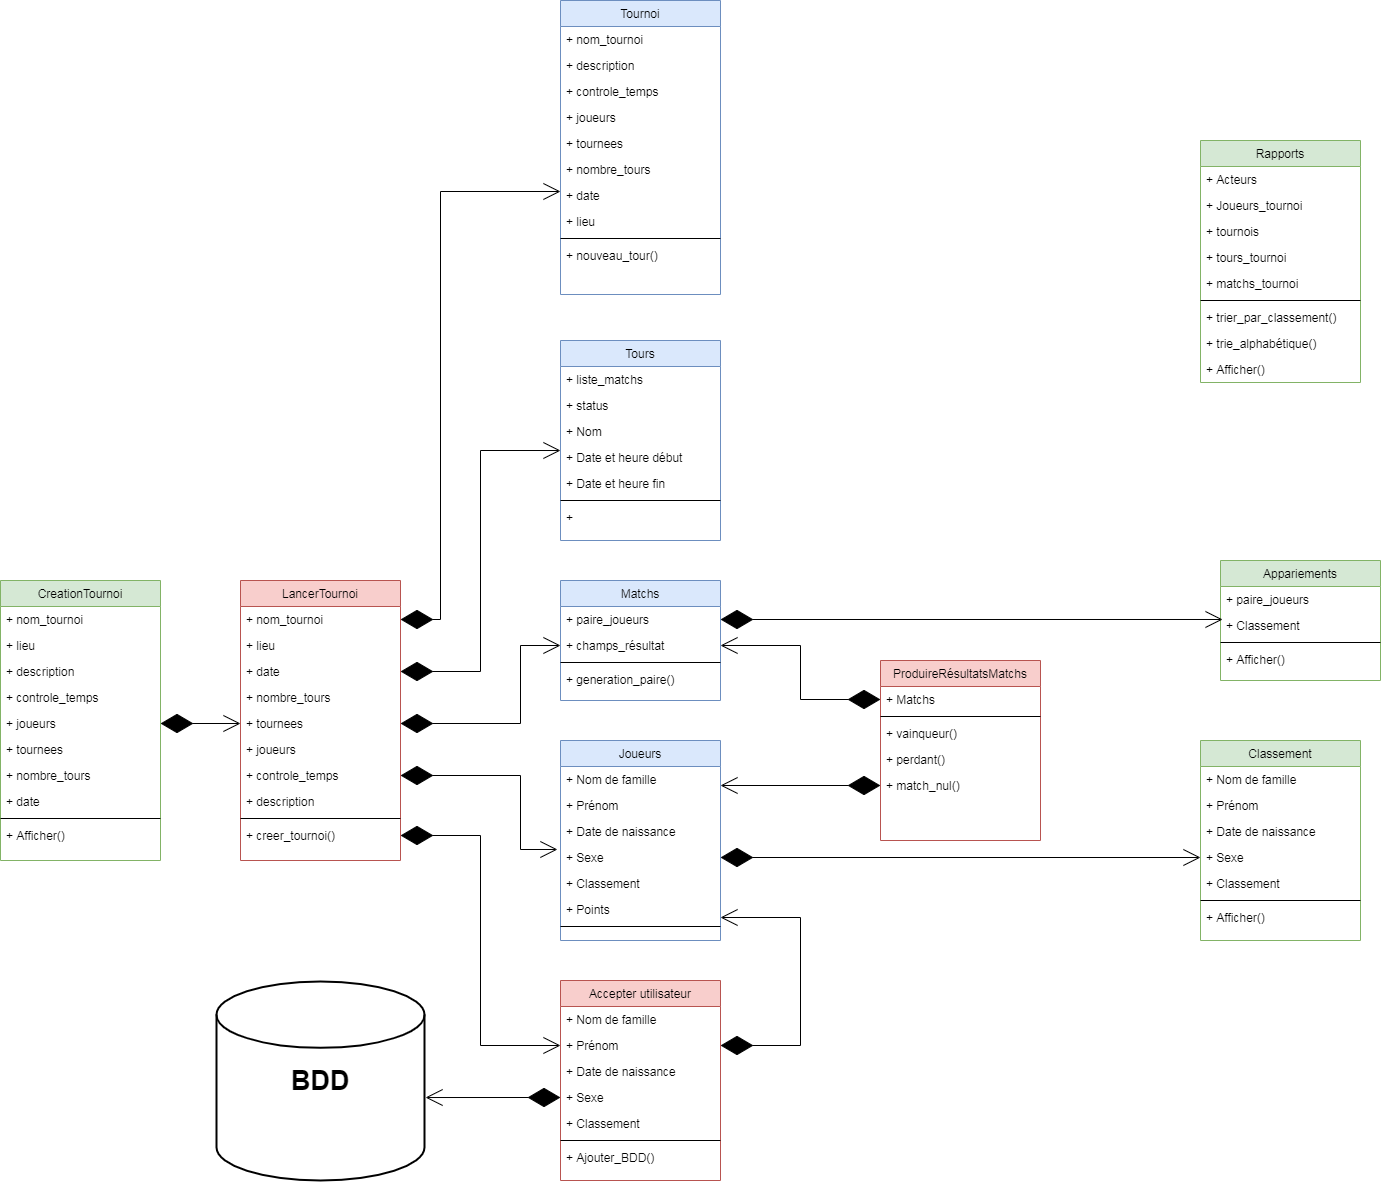 Tournoi
+ nom_tournoi
+ description
+ controle_temps
+ joueurs
+ tournees
+ nombre_tours
+ date
+ lieu
+ nouveau_tour()
Rapports
+ Acteurs
+ Joueurs_tournoi
+ tournois
+ tours_tournoi
+ matchs_tournoi
+ trier_par_classement()
+ trie_alphabétique()
+ Afficher()
Tours
+ liste_matchs
+ status
+ Nom
+ Date et heure début
+ Date et heure fin
+
CreationTournoi
+ nom_tournoi
+ lieu
+ description
+ controle_temps
+ joueurs
+ tournees
+ nombre_tours
+ date
+ Afficher()
LancerTournoi
+ nom_tournoi
+ lieu
+ date
+ nombre_tours
+ tournees
+ joueurs
+ controle_temps
+ description
+ creer_tournoi()
Matchs
+ paire_joueurs
+ champs_résultat
+ generation_paire()
Appariements
+ paire_joueurs
+ Classement
+ Afficher()
ProduireRésultatsMatchs
+ Matchs
+ vainqueur()
+ perdant()
+ match_nul()
Joueurs
+ Nom de famille
+ Prénom
+ Date de naissance
+ Sexe
+ Classement
+ Points
Classement
+ Nom de famille
+ Prénom
+ Date de naissance
+ Sexe
+ Classement
+ Afficher()
Accepter utilisateur
+ Nom de famille
+ Prénom
+ Date de naissance
+ Sexe
+ Classement
+ Ajouter_BDD()
BDD